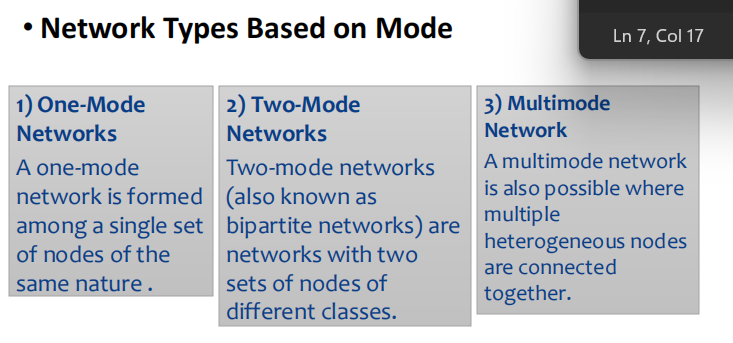 • Network Types Based on Mode
Ln 7, Col 17
1) One-Mode
Networks
A one-mode
network is formed
among a single set
of nodes of the
same nature .
2) Two-Mode
Networks
Two-mode networks
(also known as
bipartite networks) are
networks with two
sets of nodes of
different classes.
3) Multimode
Network
A multimode network
is also possible where
multiple
heterogeneous nodes
are connected
together.